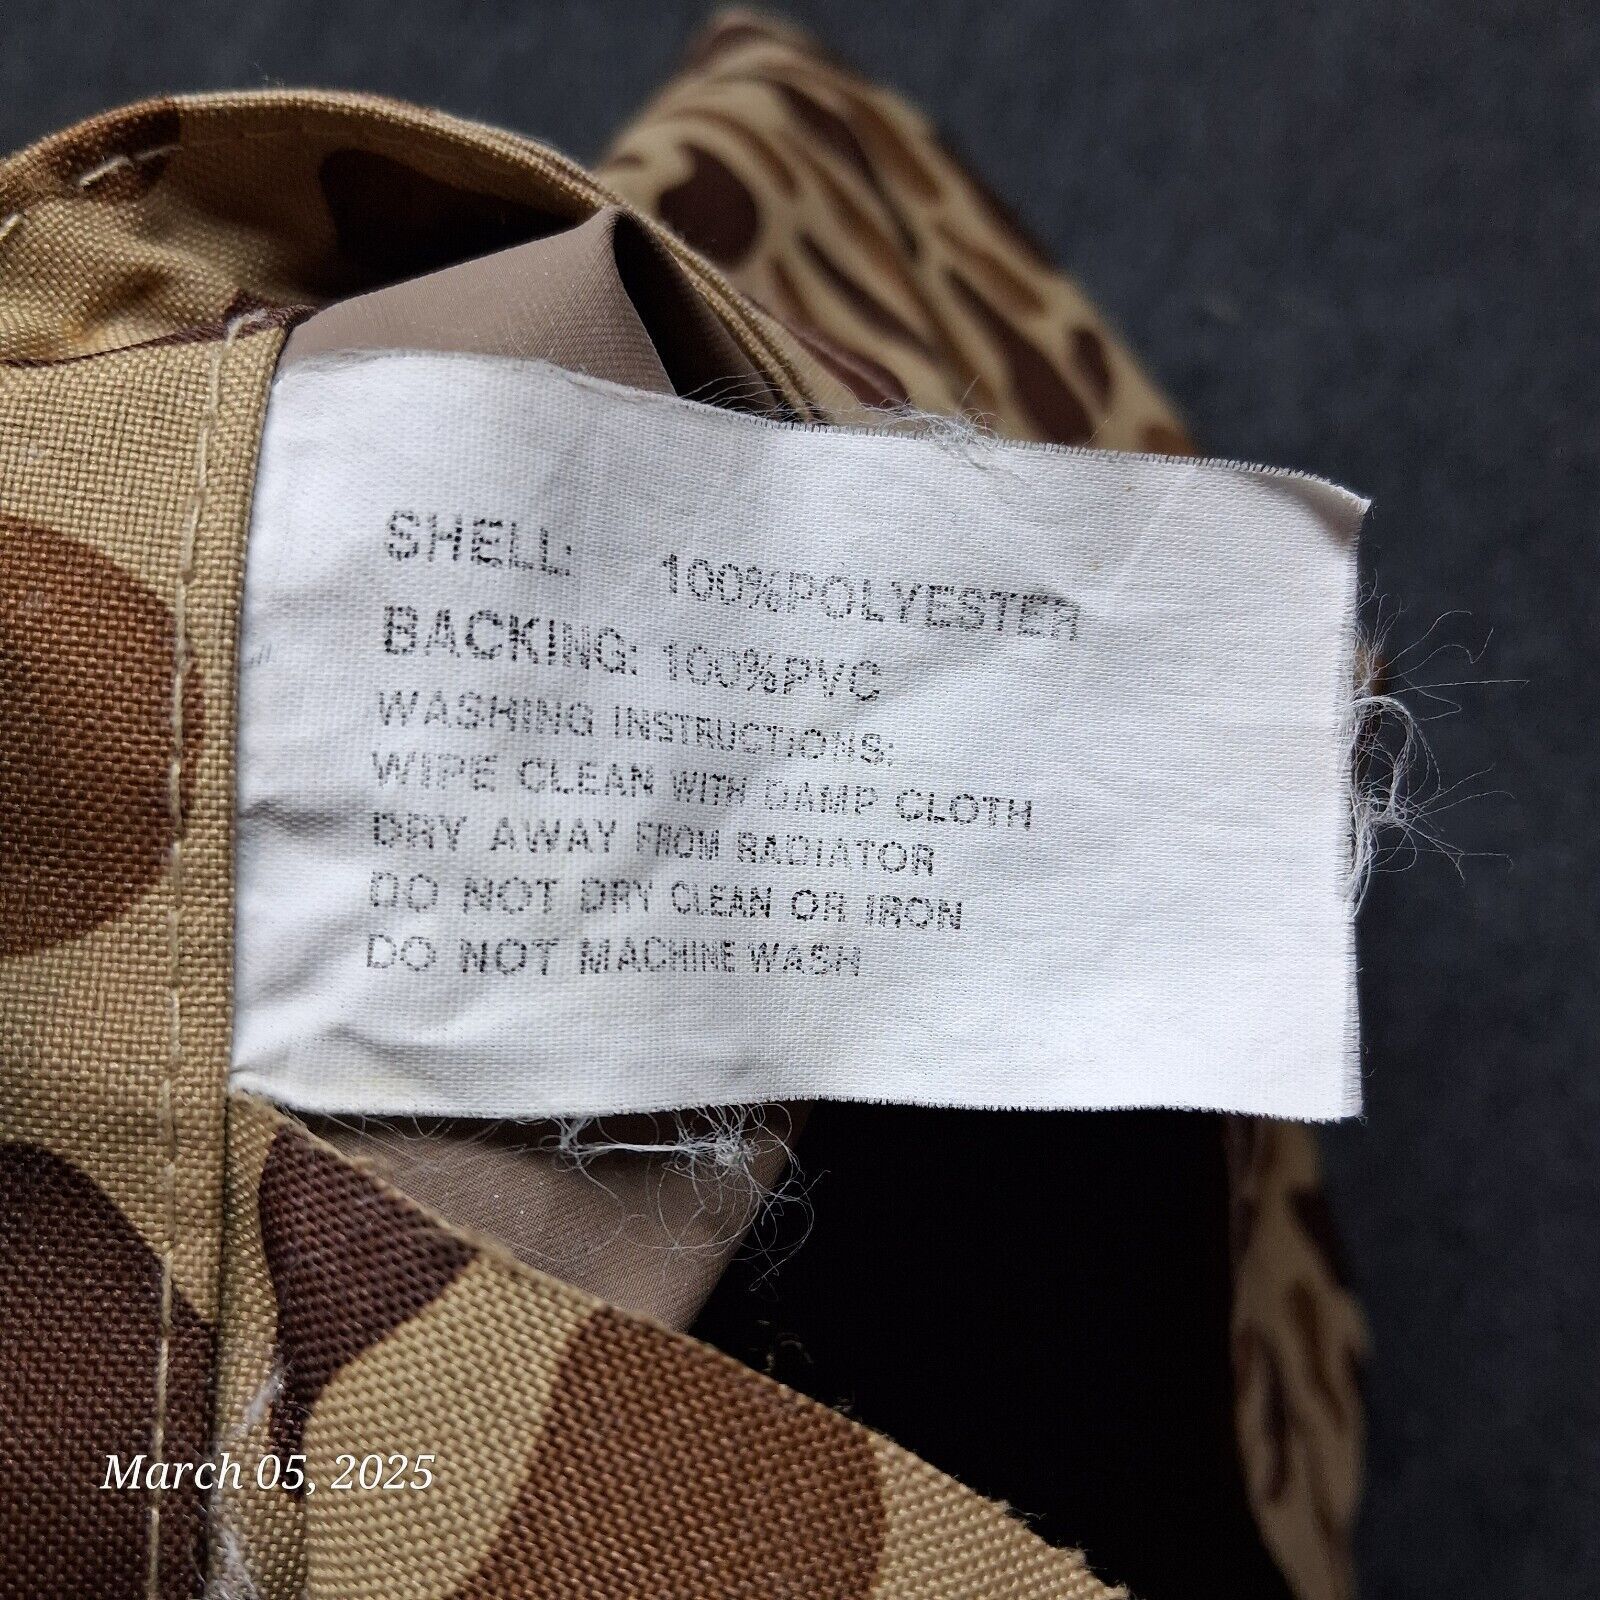 SHELL: 100%POLYESTER
BACKING: 100%PVC
WASHING INSTRUCTIONS:
WIPE CLEAN WITH DAMP CLOTH
DRY AWAY FROM RADIATOR
DO NOT DRY CLEAN OR IRON
DO NOT MACHINE WASH
March 05, 2025